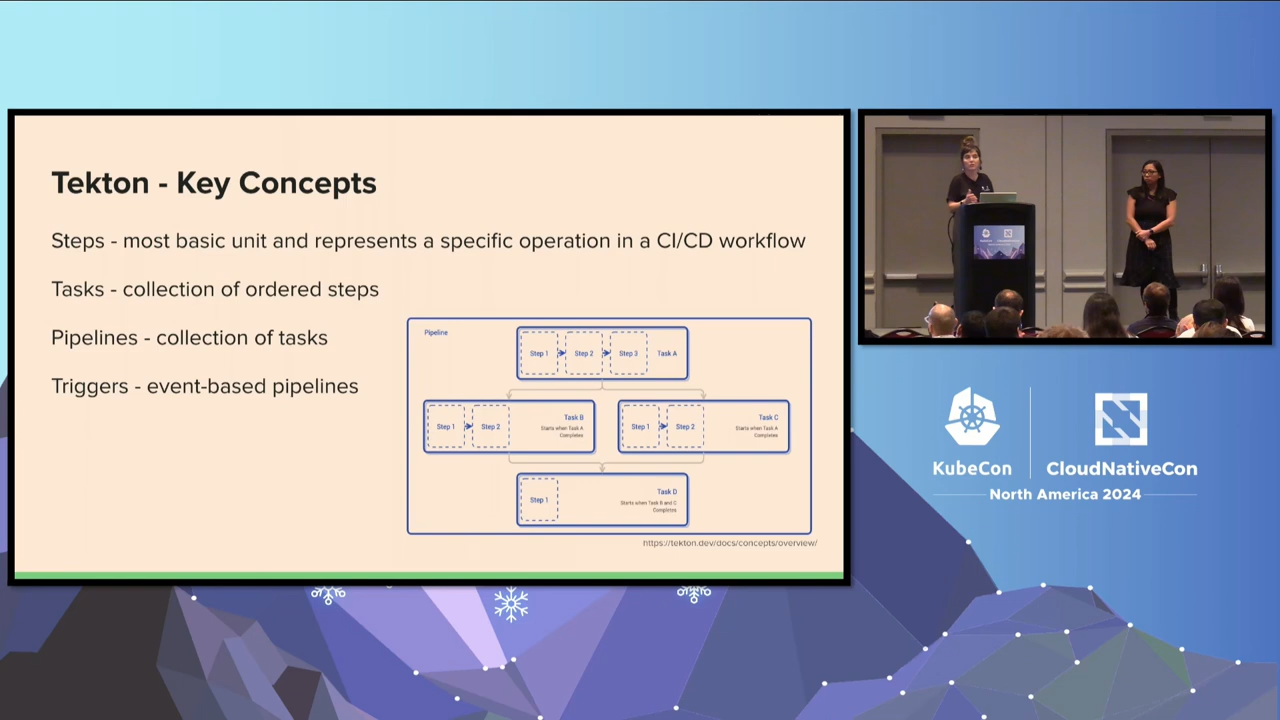 Tekton - Key Concepts
Steps - most basic unit and represents a specific operation in a CI/CD workflow
Tasks - collection of ordered steps
Pipelines - collection of tasks
Triggers - event-based pipelines
Pipeline
Step 1
Step 2
Step 3
Task A
Step 1
Step 2
Task B
Starts when Task A
Completes
Step 1
Step 2
Task C
Starts when Task A
Completes
Step 1
Task D
Starts when Task B and C
Completes
https://tekton.dev/docs/concepts/overview/
KubeCon
CloudNativeCon
North America 2024